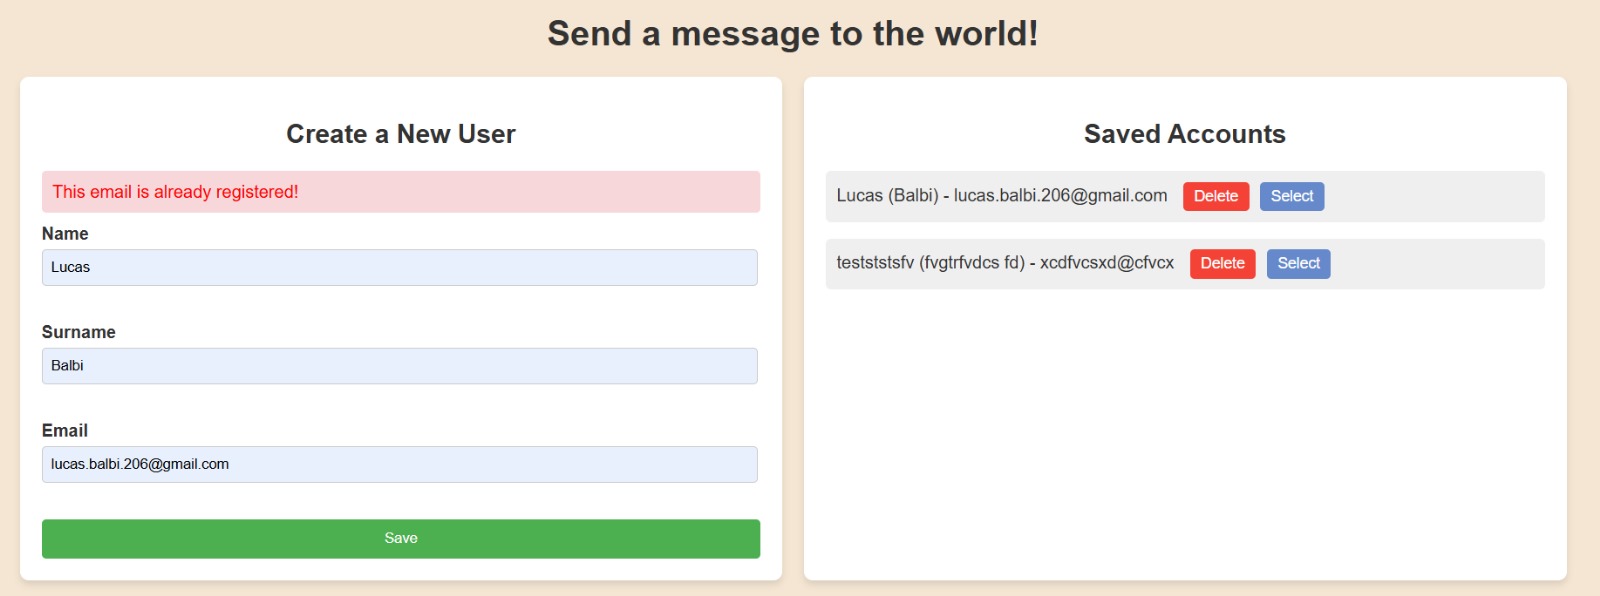 Send a message to the world!
Create a New User
This email is already registered!
Name
Lucas
Surname
Balbi
Email
lucas.balbi.206@gmail.com
Save
Saved Accounts
Lucas (Balbi) - lucas.balbi.206@gmail.com Delete Select
testststsfv (fvgtrfvdcs fd) - xcdfvcsxd@cfvcx Delete Select